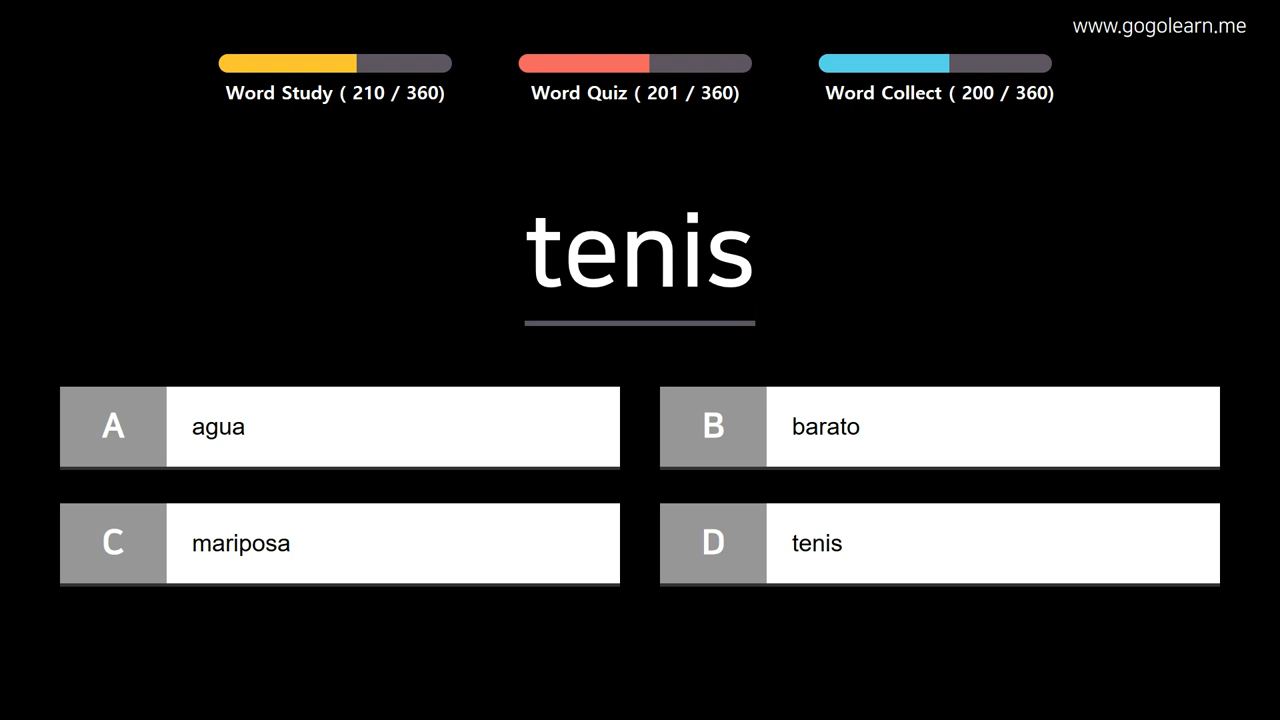 www.gogolearn.me
Word Study ( 210 / 360)
Word Quiz ( 201 / 360)
Word Collect ( 200 / 360)
tenis
A agua
B barato
C mariposa
D tenis